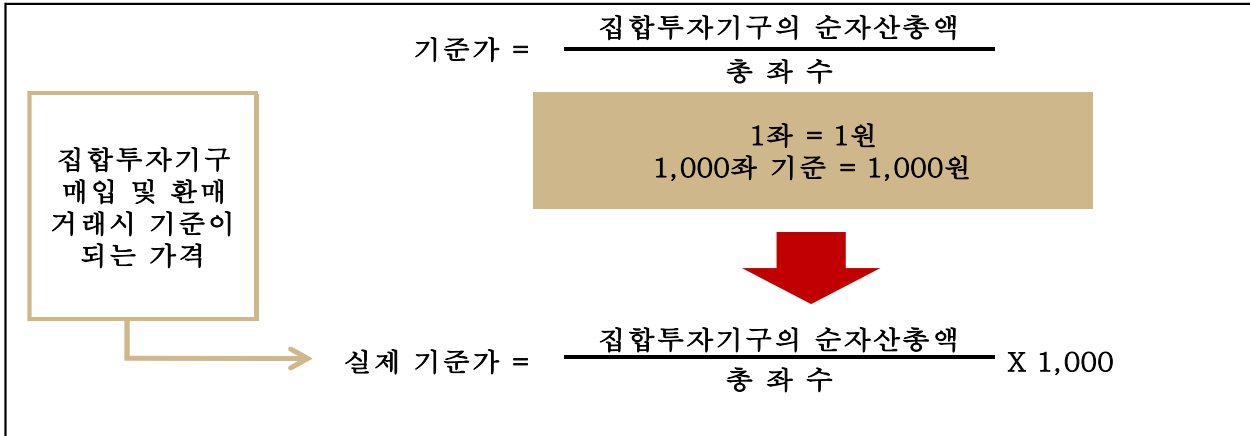 기준가 =
집합투자기구의 순자산총액
총 좌 수
1좌 = 1원
1,000좌 기준 = 1,000원
집합투자기구
매입 및 환매
거래시 기준이
되는 가격
실제 기준가 =
집합투자기구의 순자산총액
총 좌 수
X 1,000